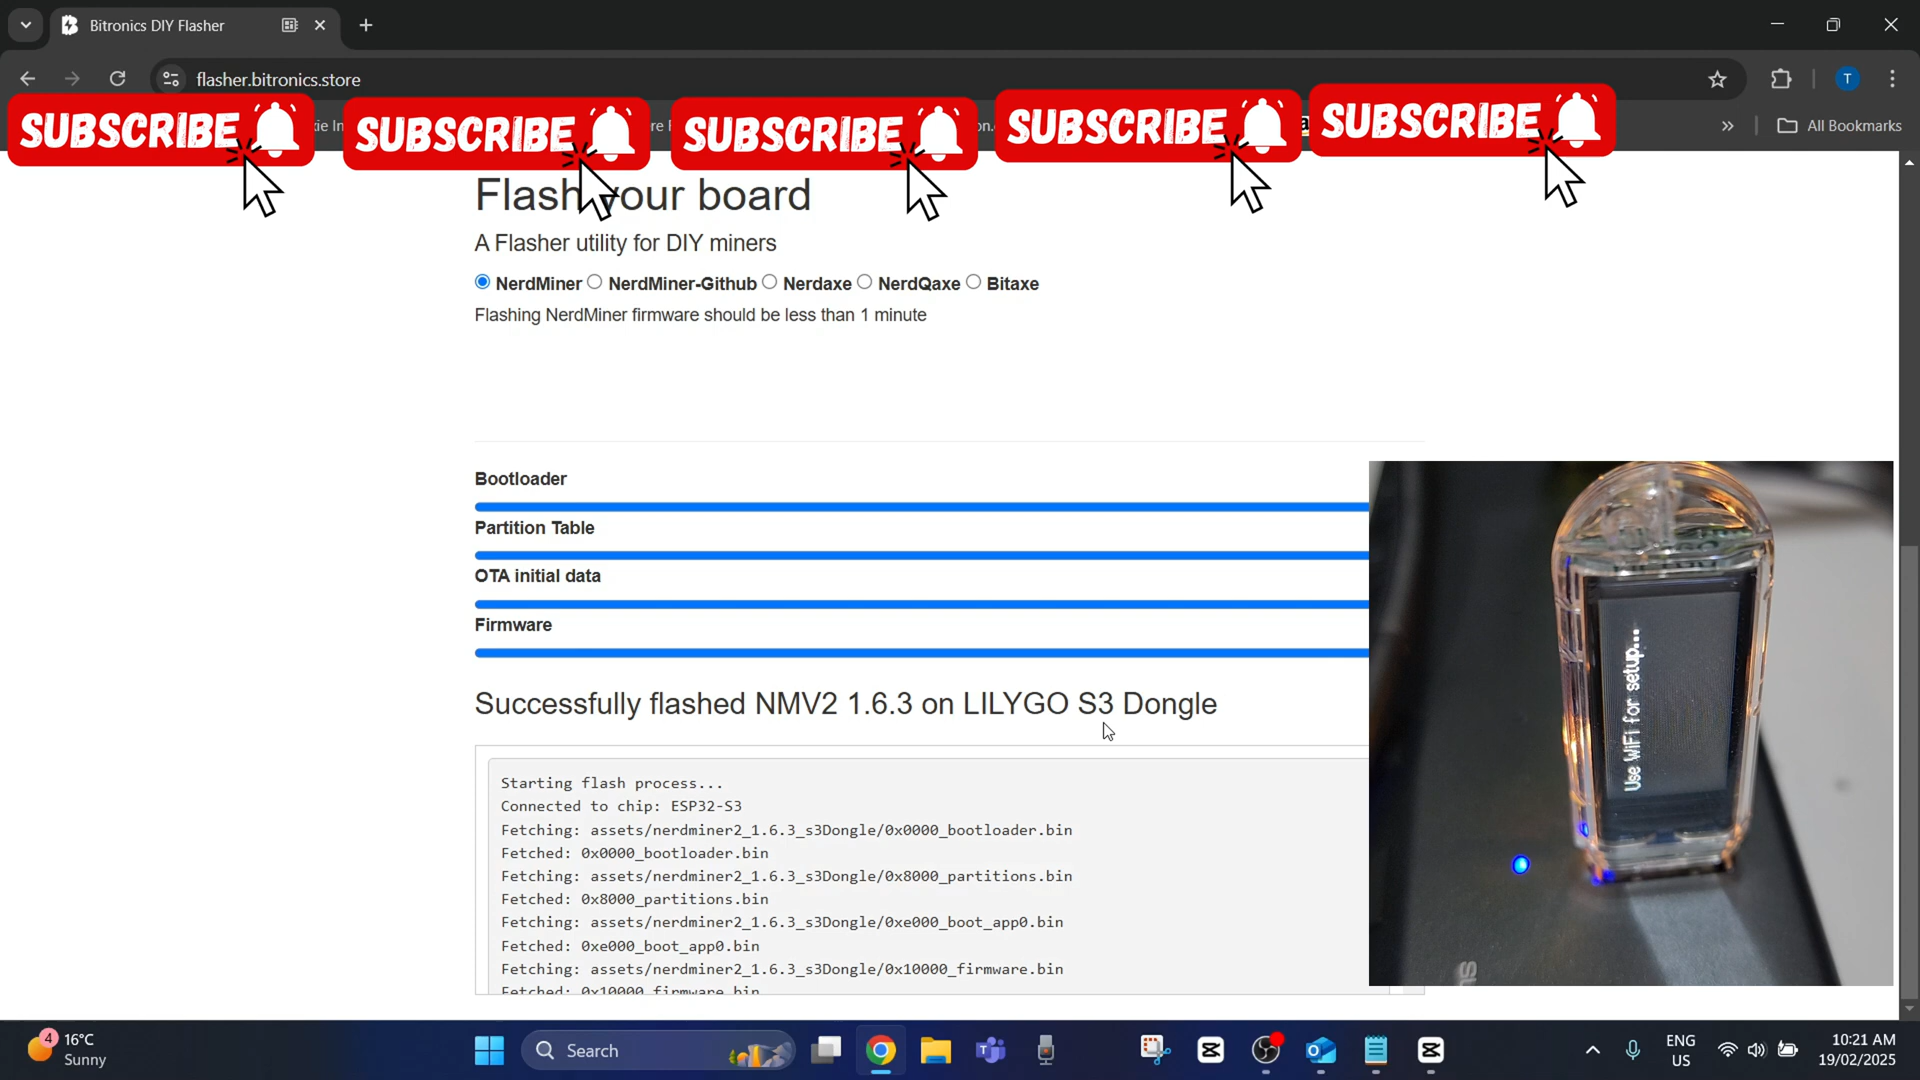 Bitronics DIY Flasher
flasher.bitronics.store
SUBSCRIBE
SUBSCRIBE
SUBSCRIBE
SUBSCRIBE
SUBSCRIBE
» All Bookmarks
T
Flash your board
A Flasher utility for DIY miners
NerdMiner NerdMiner-Github Nerdaxe NerdQaxe Bitaxe
Flashing NerdMiner firmware should be less than 1 minute
Bootloader
Partition Table
OTA initial data
Firmware
Successfully flashed NMV2 1.6.3 on LILYGO S3 Dongle
Starting flash process...
Connected to chip: ESP32-S3
Fetching: assets/nerdminer2_1.6.3_s3Dongle/0x0000_bootloader.bin
Fetched: 0x0000_bootloader.bin
Fetching: assets/nerdminer2_1.6.3_s3Dongle/0x8000_partitions.bin
Fetched: 0x8000_partitions.bin
Fetching: assets/nerdminer2_1.6.3_s3Dongle/0xe000_boot_app0.bin
Fetched: 0xe000_boot_app0.bin
Fetching: assets/nerdminer2_1.6.3_s3Dongle/0x10000_firmware.bin
Fetched: 0x10000_firmware.bin
Use WiFi for setup...
4
16°C
Sunny
Search
ENG
US
10:21 AM
19/02/2025